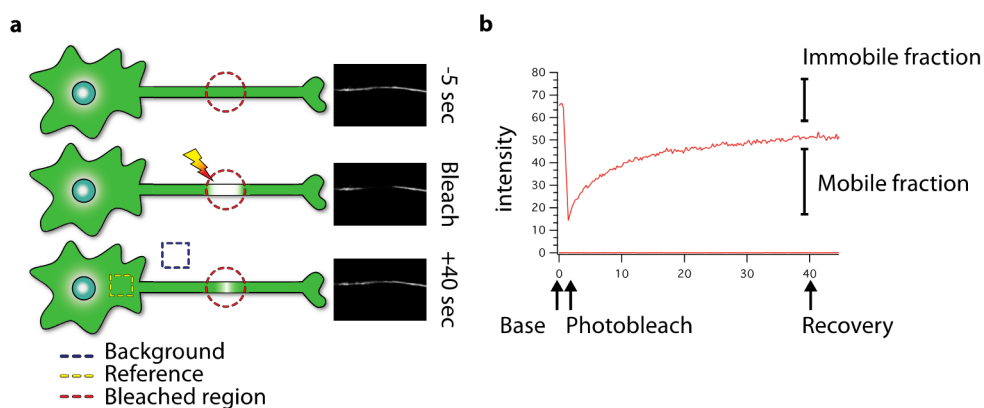 a
-5 sec
Bleach
+40 sec
Background
Reference
Bleached region
b
Immobile fraction
Mobile fraction
intensity
80
70
60
50
40
30
20
10
0
0 10 20 30 40
Base Photobleach Recovery